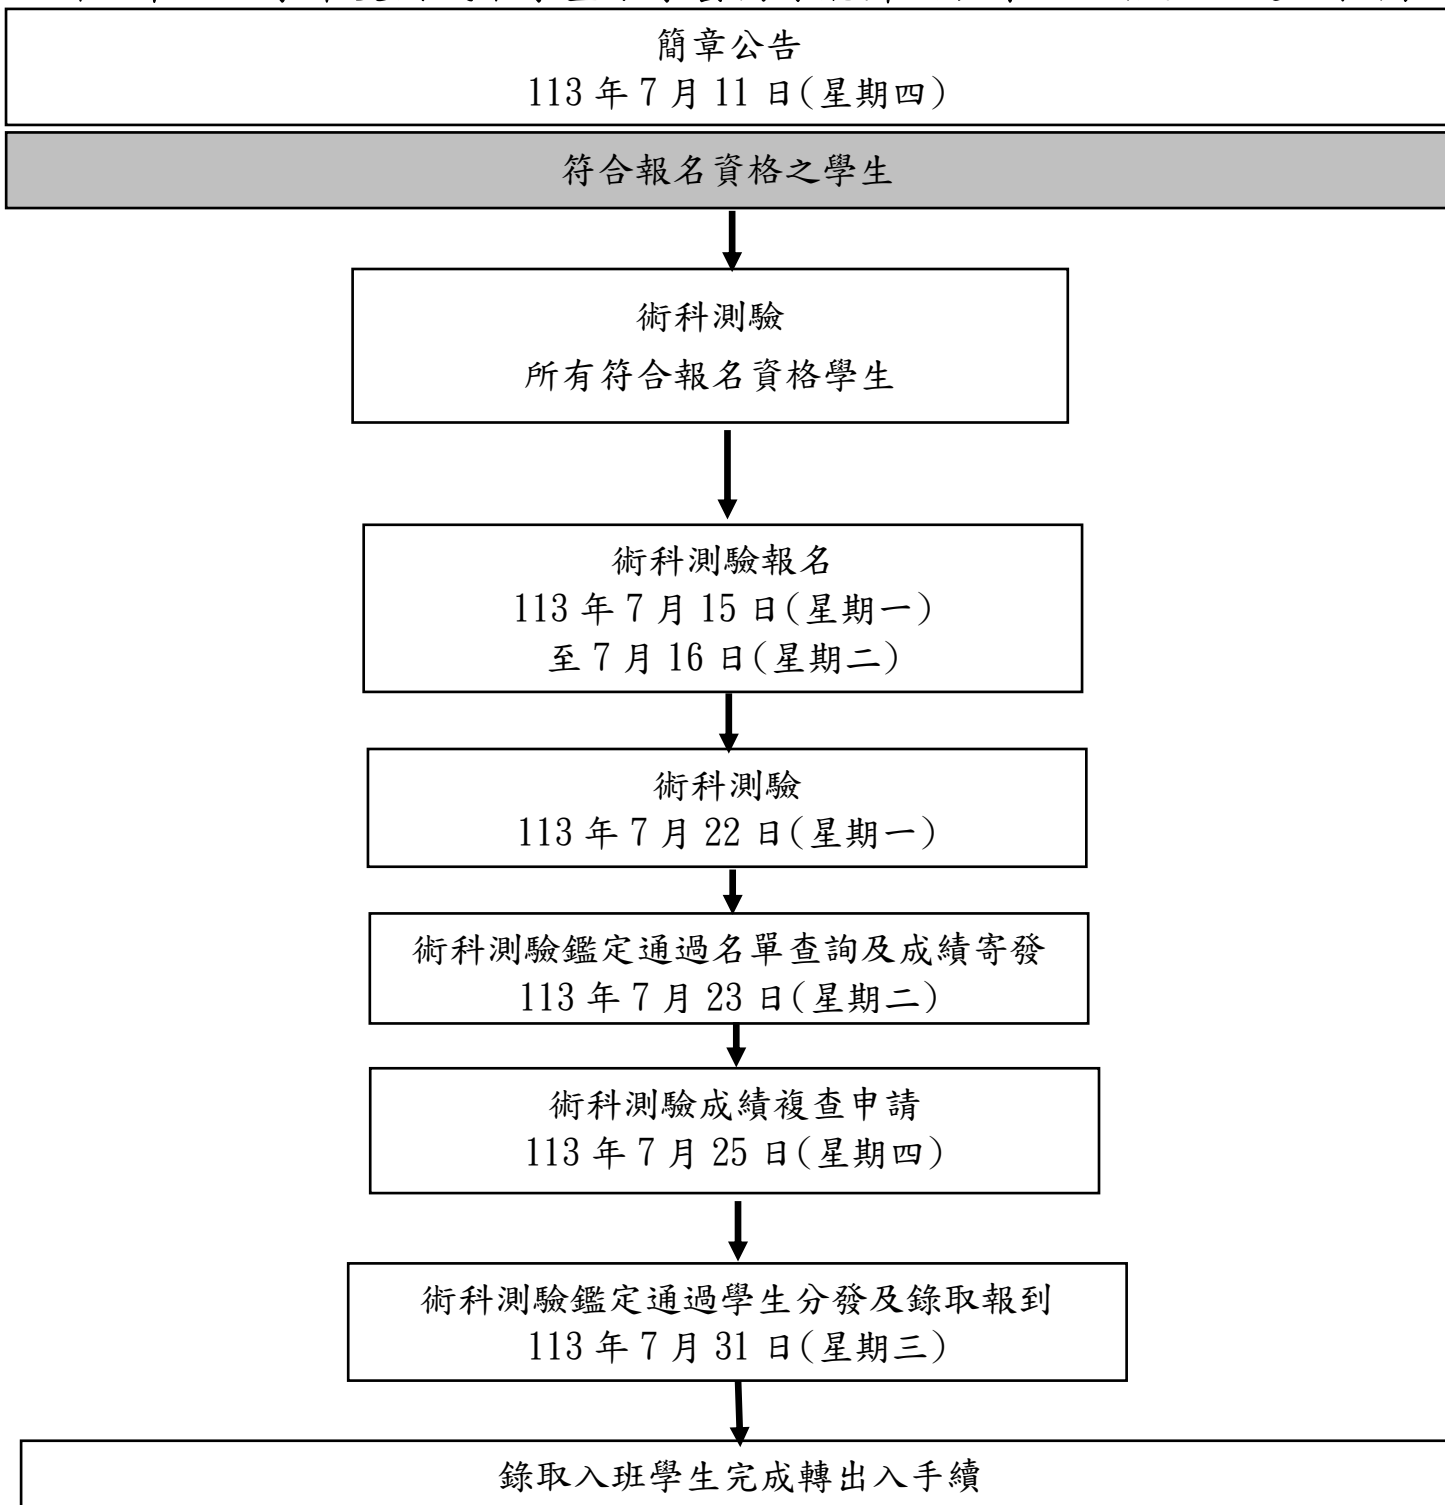 簡章公告
113 年 7 月 11 日(星期四)
符合報名資格之學生
術科測驗
所有符合報名資格學生
術科測驗報名
113 年 7 月 15 日(星期一)
至 7 月 16 日(星期二)
術科測驗
113 年 7 月 22 日(星期一)
術科測驗鑑定通過名單查詢及成績寄發
113 年 7 月 23 日(星期二)
術科測驗成績複查申請
113 年 7 月 25 日(星期四)
術科測驗鑑定通過學生分發及錄取報到
113 年 7 月 31 日(星期三)
錄取入班學生完成轉出入手續